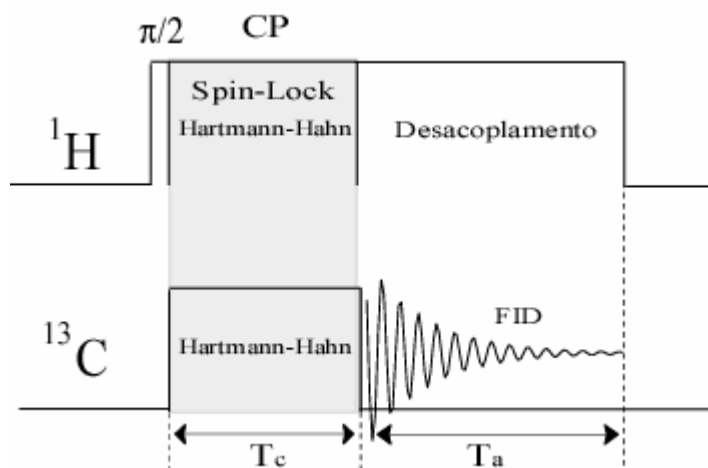 π/2
CP
Spin-Lock
Hartmann-Hahn
Desacoplamento
¹H
FID
Hartmann-Hahn
¹³C
Tc
Ta